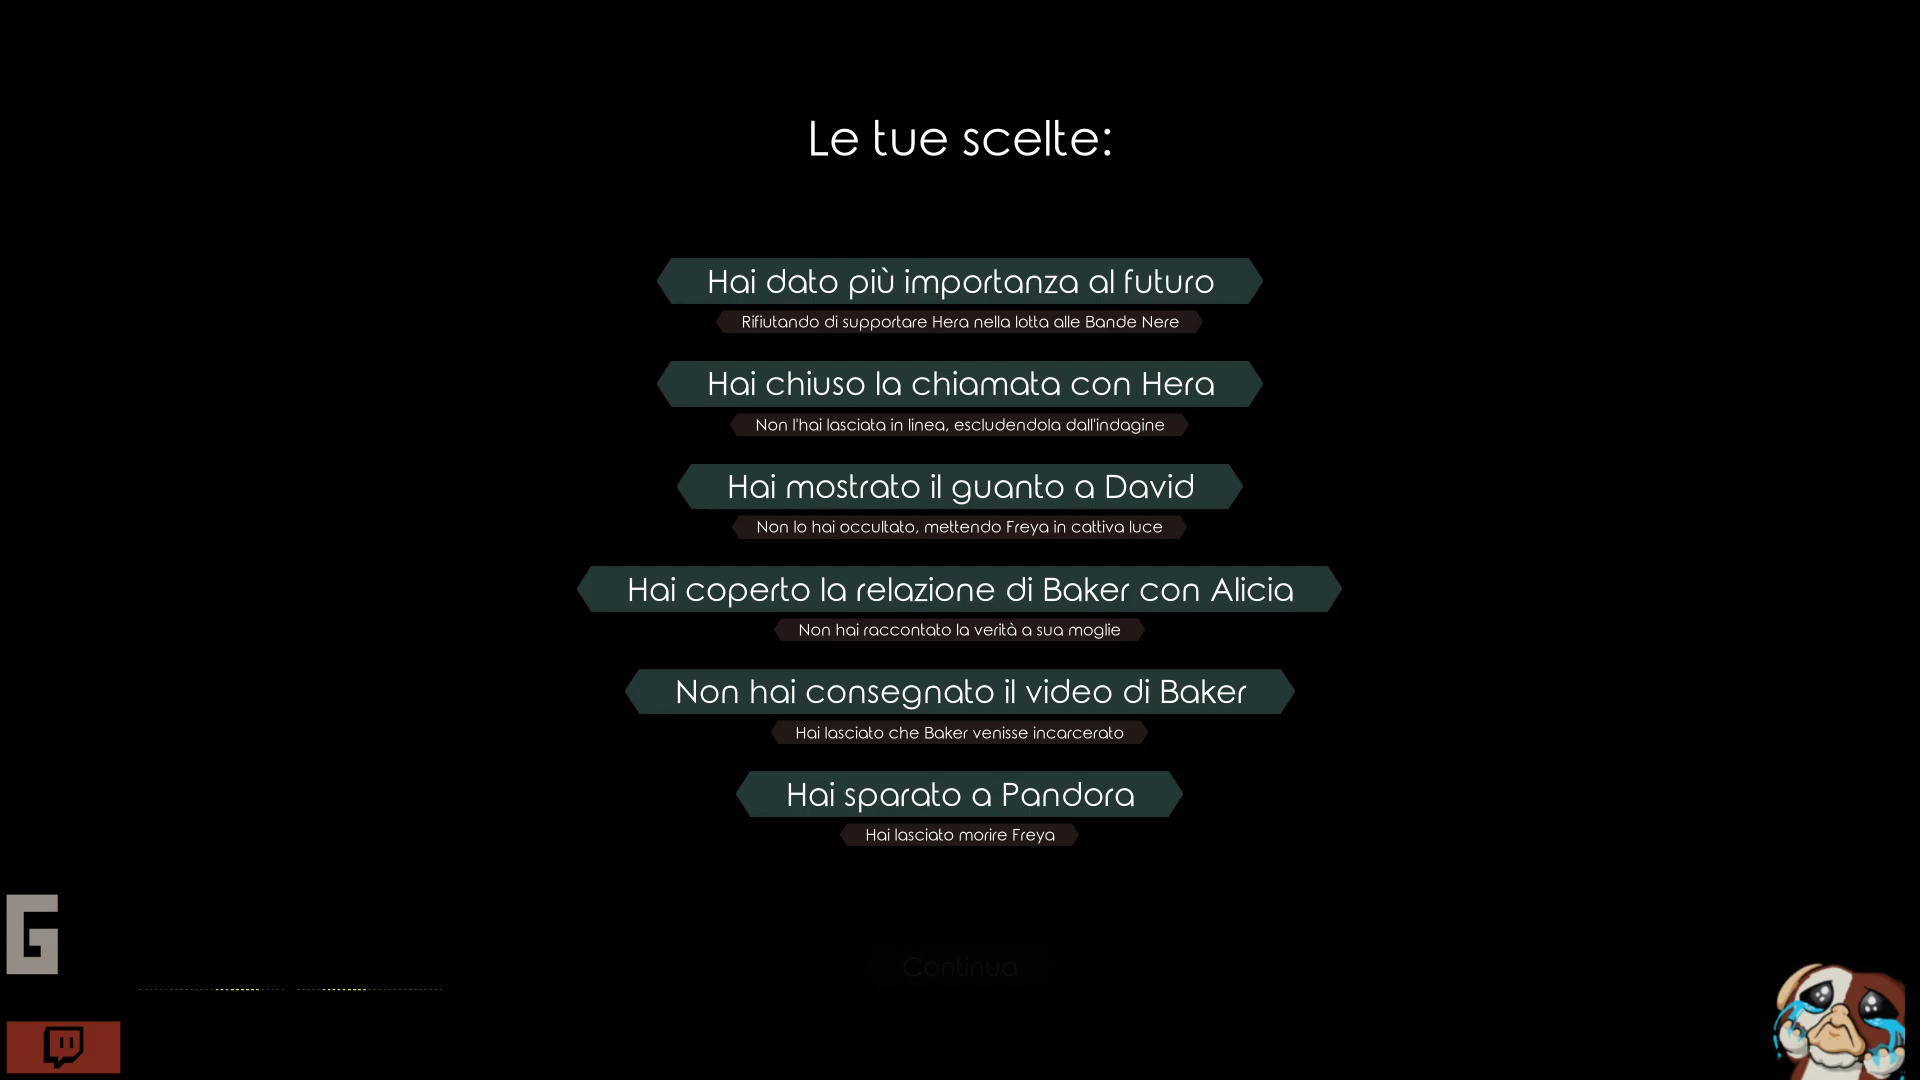 Le tue scelte:
Hai dato più importanza al futuro
Rifiutando di supportare Hera nella lotta alle Bande Nere
Hai chiuso la chiamata con Hera
Non l'hai lasciata in linea, escludendola dall'indagine
Hai mostrato il guanto a David
Non lo hai occultato, mettendo Freya in cattiva luce
Hai coperto la relazione di Baker con Alicia
Non hai raccontato la verità a sua moglie
Non hai consegnato il video di Baker
Hai lasciato che Baker venisse incarcerato
Hai sparato a Pandora
Hai lasciato morire Freya
G
Continua